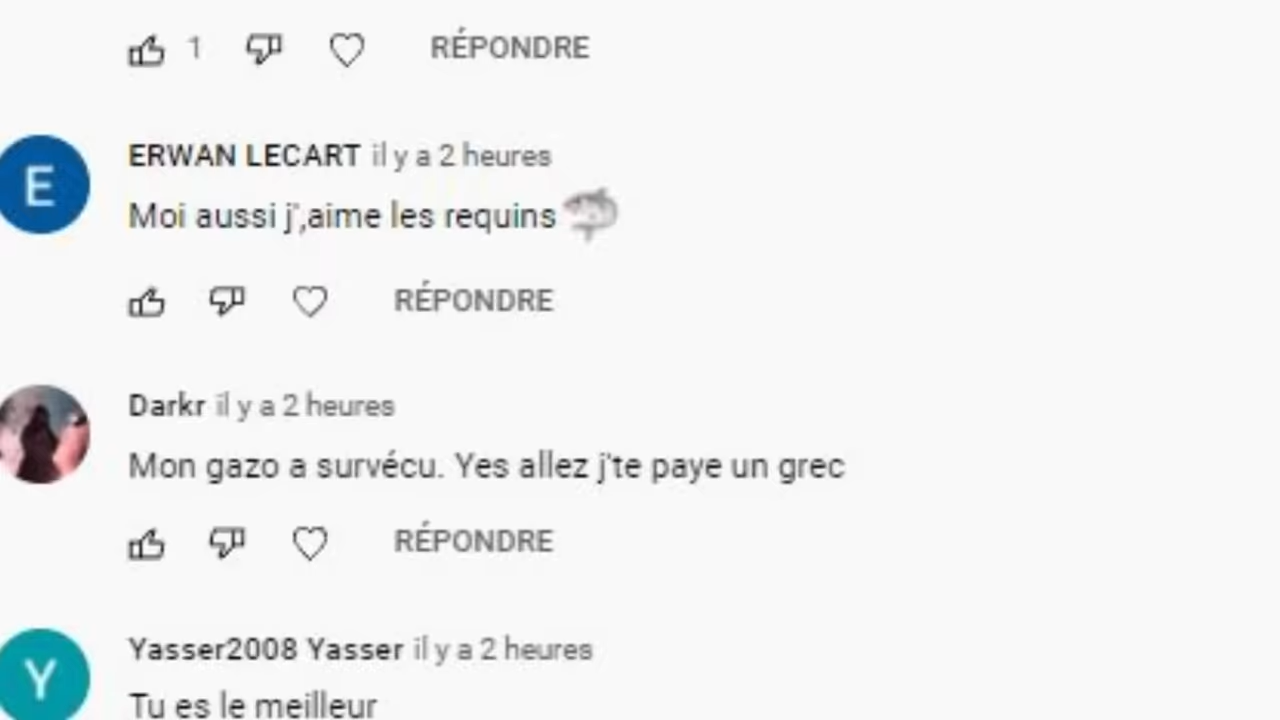 1 RÉPONDRE
E
ERWAN LECART il y a 2 heures
Moi aussi j',aime les requins
RÉPONDRE
Darkr il y a 2 heures
Mon gazo a survécu. Yes allez j'te paye un grec
RÉPONDRE
Y
Yasser2008 Yasser il y a 2 heures
Tu es le meilleur